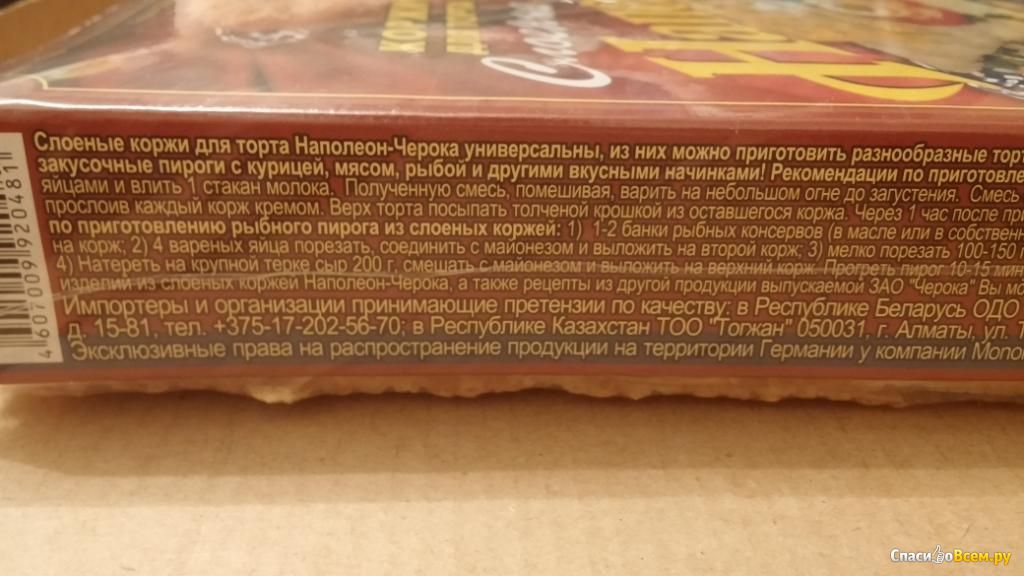 КОРЖИ
Слоеные коржи для торта Наполеон-Черока универсальны, из них можно приготовить разнообразные
закусочные пироги с курицей, мясом, рыбой и другими вкусными начинками! Рекомендации по
яйцами и влить 1 стакан молока. Полученную смесь, помешивая, варить на небольшом огне до загустения. Смесь
прослоив каждый корж кремом. Верх торта посыпать толченой крошкой из оставшегося коржа. Через 1 час после
по приготовлению рыбного пирога из слоеных коржей: 1) 1-2 банки рыбных консервов (в масле или в
на корж; 2) 4 вареных яйца порезать, соединить с майонезом и выложить на второй корж; 3) мелко порезать 100-150
4) Натереть на крупной терке сыр 200 г, смешать с майонезом и выложить на верхний корж. Прогреть пирог 10-15
изделий из слоеных коржей Наполеон-Черока, а также рецепты из другой продукции выпускаемой ЗАО "Черока" Вы
Импортеры и организации принимающие претензии по качеству: в Республике Беларусь ОДО
д. 15-81, тел. +375-17-202-56-70; в Республике Казахстан ТОО "Тогжан" 050031, г. Алматы, ул.
Эксклюзивные права на распространение продукции на территории Германии у компании
4 607009 920481
СпасибоВсем.ру